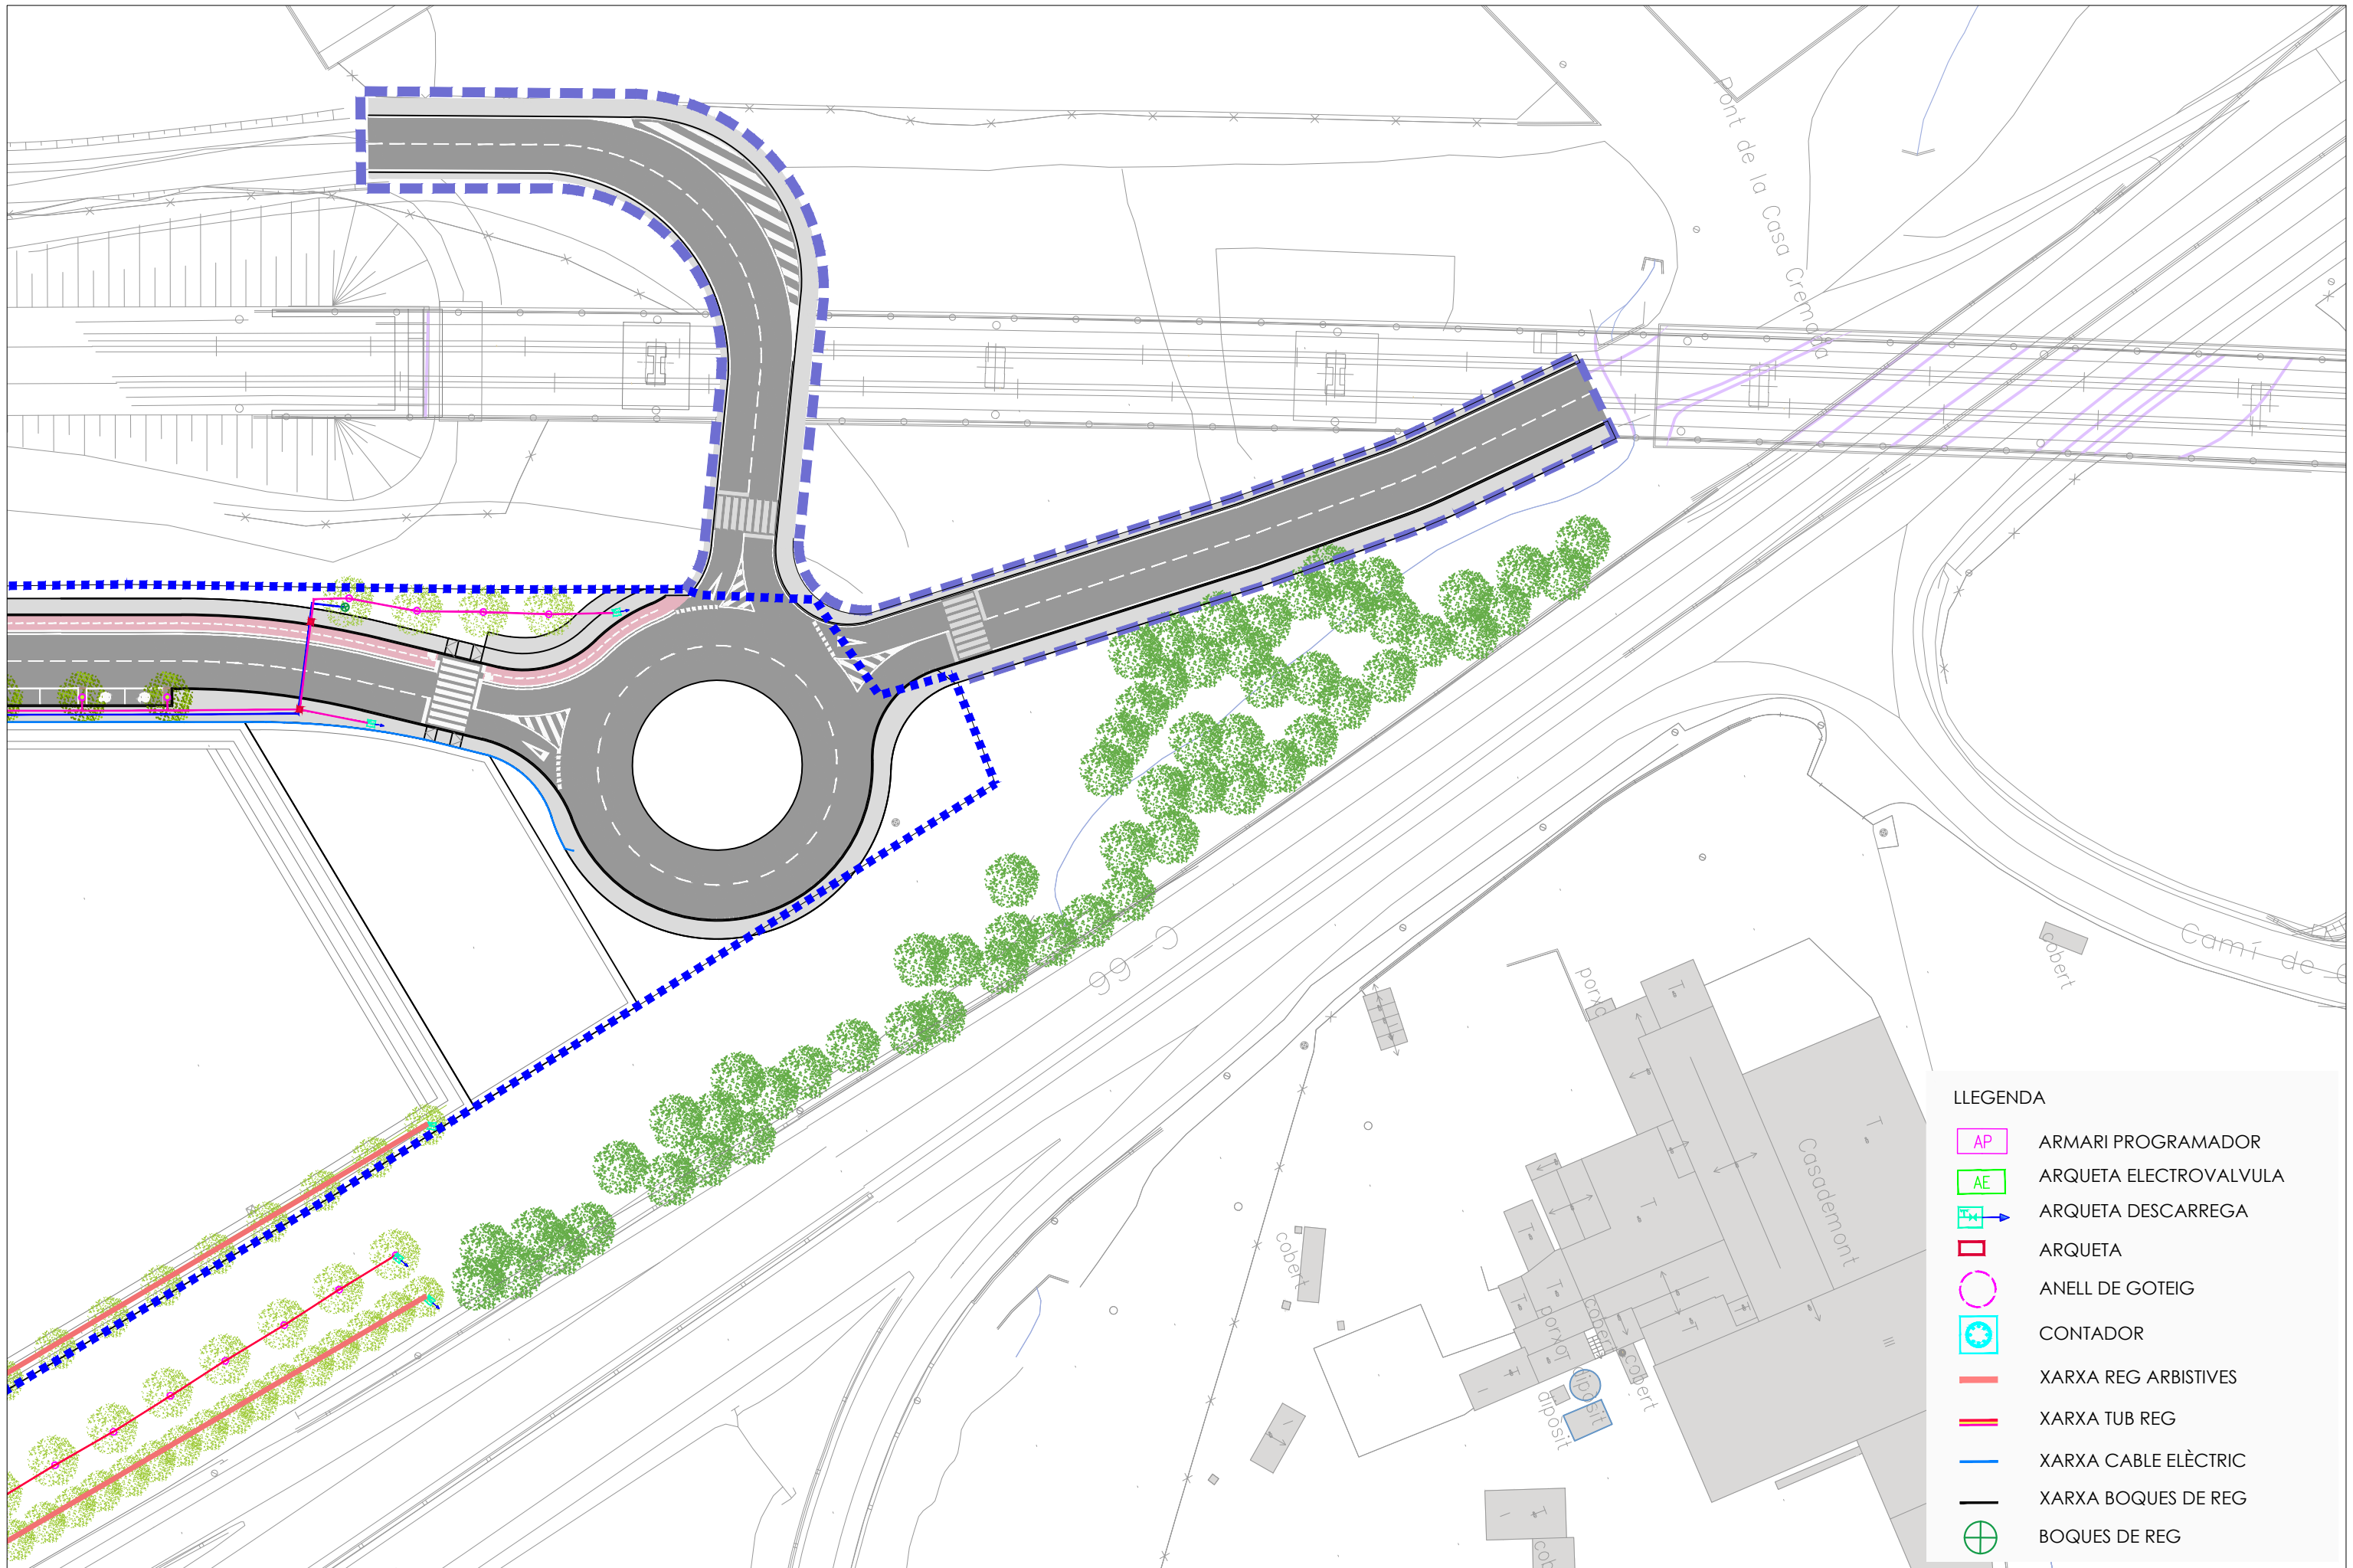 Pont de la Casa Cremada
C-66
Camí de
cobert
porxo
T
T
T
Casademont
T
T
T
T
T
T
cobert
porxo
cobert
cobert
dipòsit
dipòsit
I
T
I
III
I
T
LLEGENDA
AP ARMARI PROGRAMADOR
AE ARQUETA ELECTROVALVULA
ARQUETA DESCARREGA
ARQUETA
ANELL DE GOTEIG
CONTADOR
XARXA REG ARBISTIVES
XARXA TUB REG
XARXA CABLE ELÈCTRIC
XARXA BOQUES DE REG
BOQUES DE REG